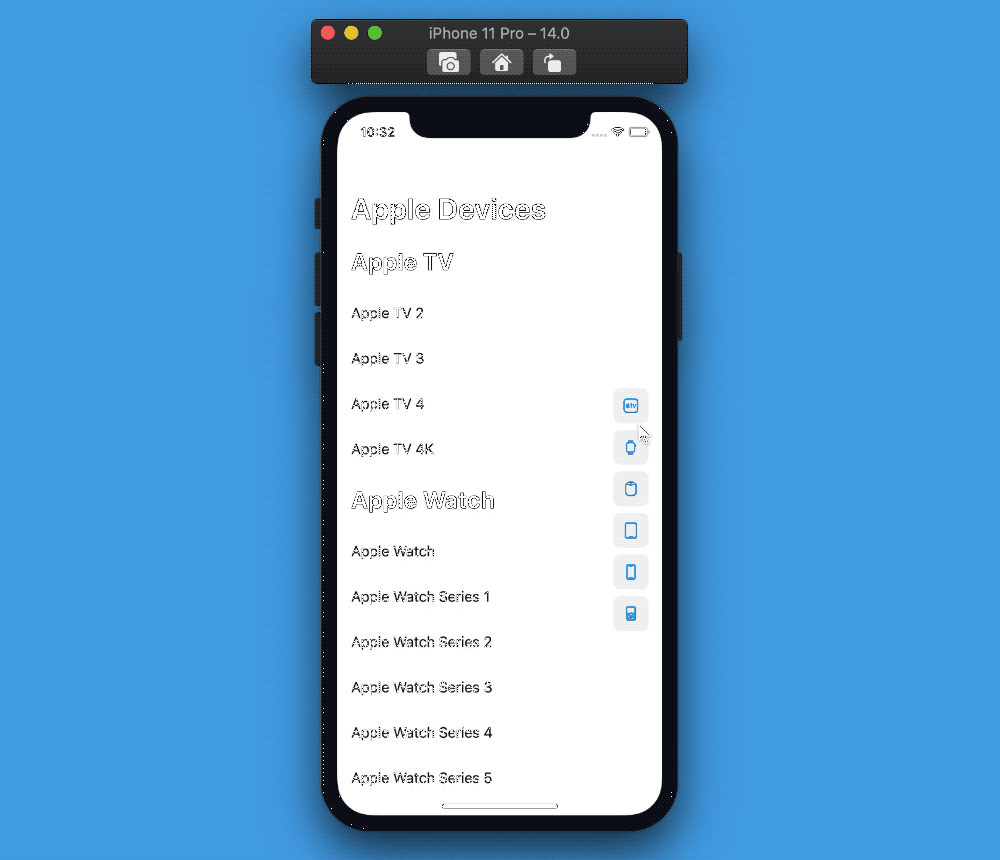 iPhone 11 Pro – 14.0
10:32
Apple Devices
Apple TV
Apple TV 2
Apple TV 3
Apple TV 4
Apple TV 4K
tv
Apple Watch
Apple Watch
Apple Watch Series 1
Apple Watch Series 2
Apple Watch Series 3
Apple Watch Series 4
Apple Watch Series 5